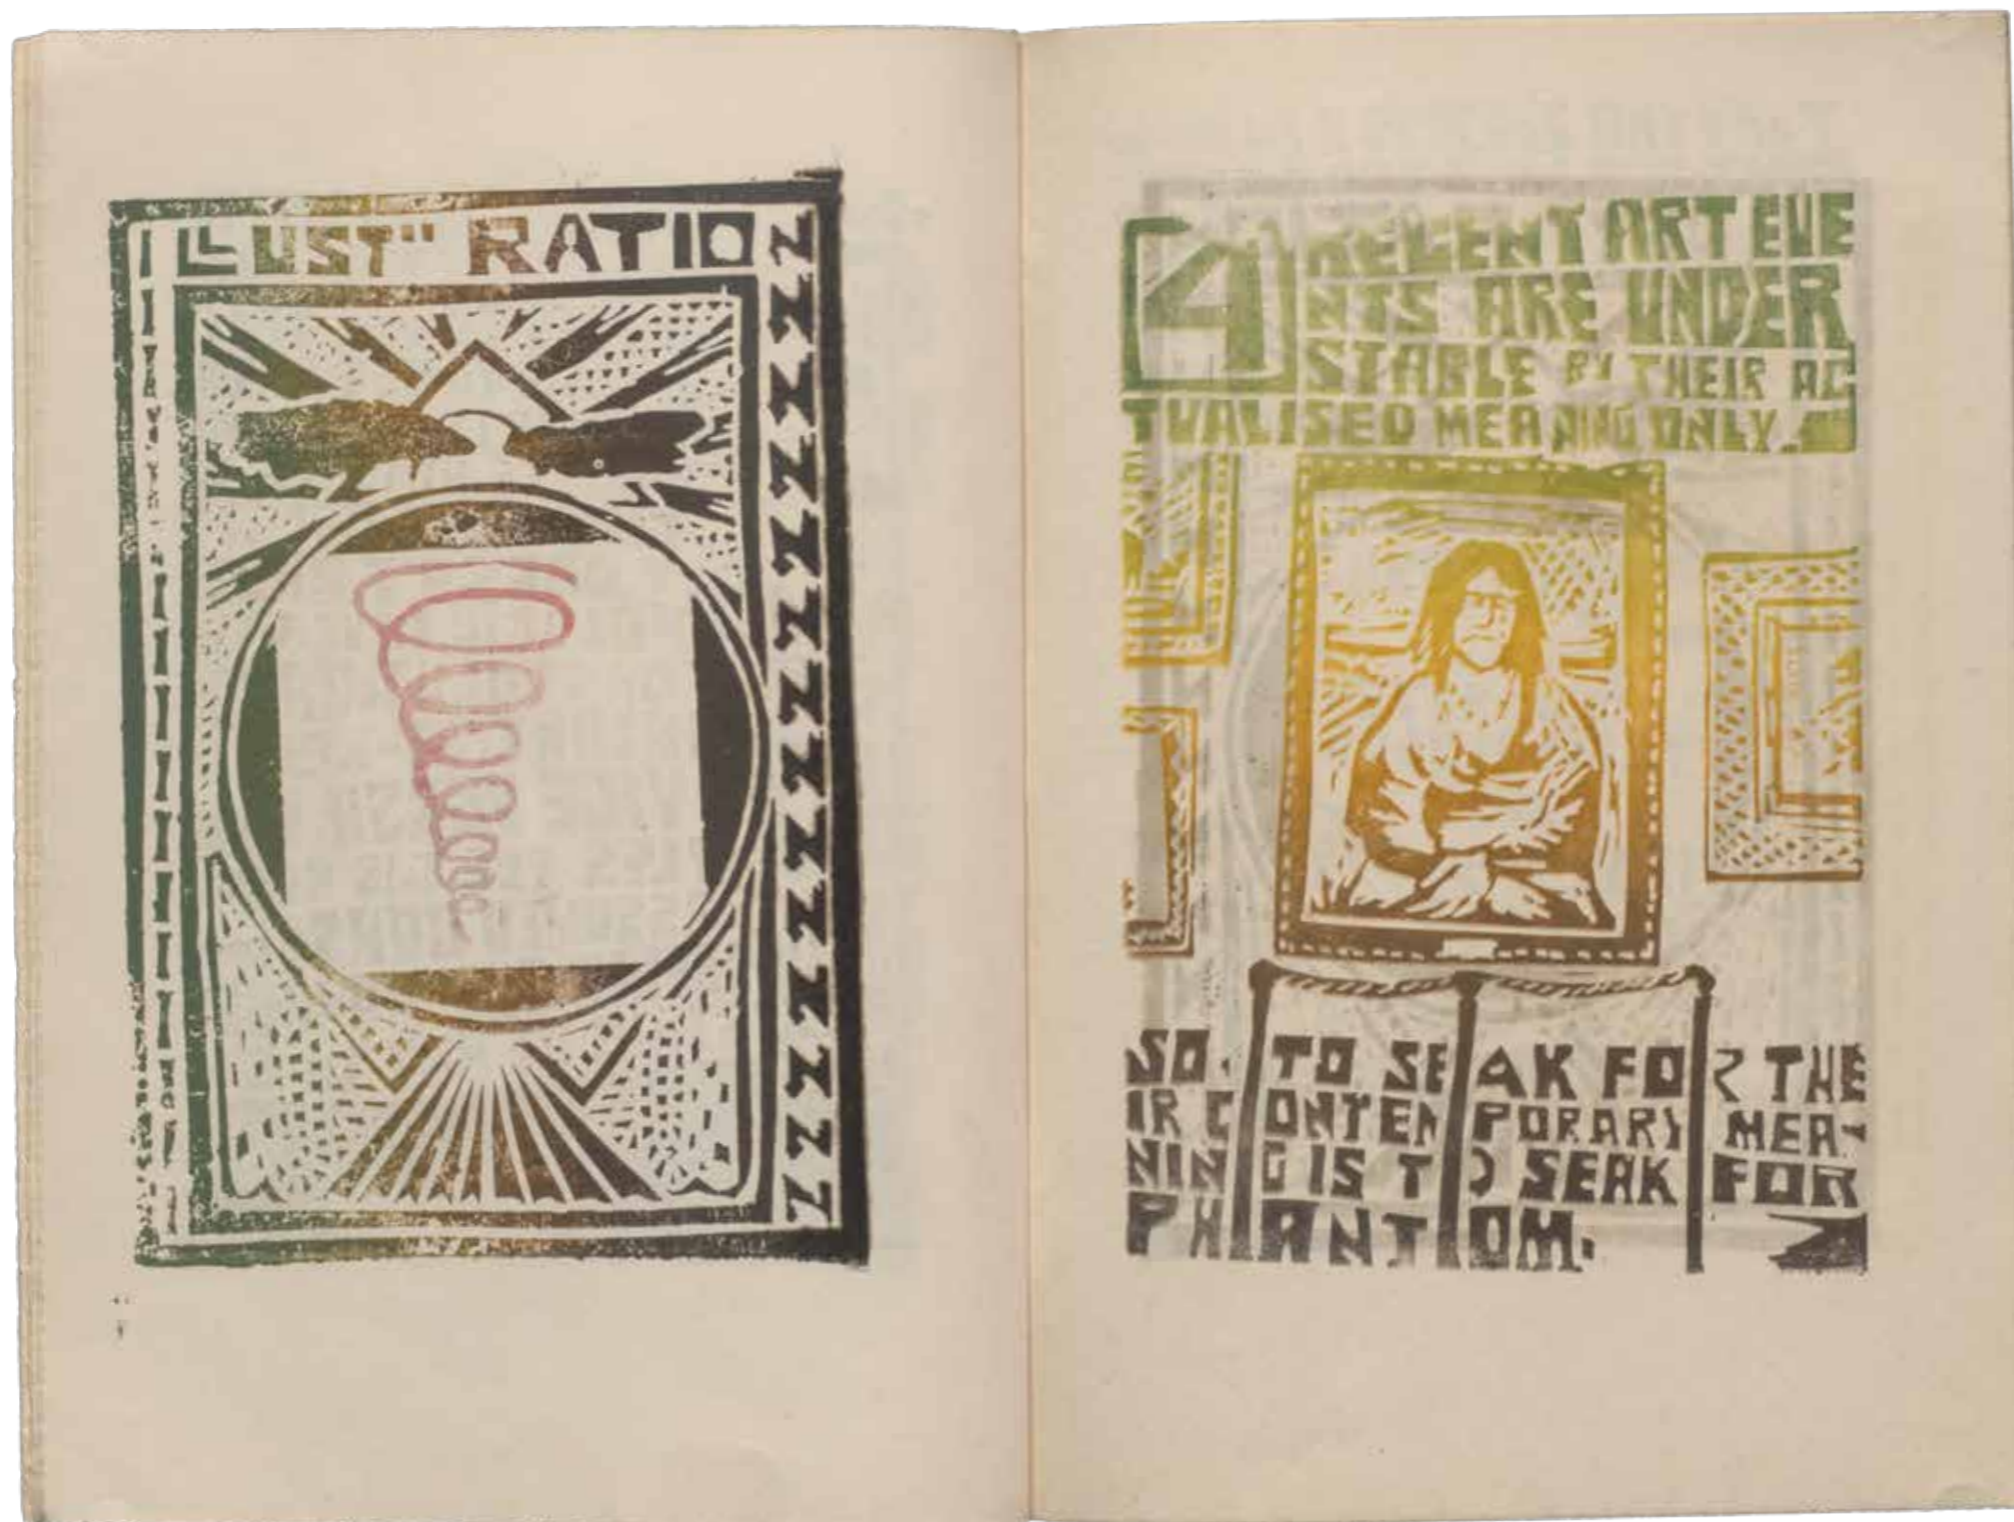 ILLUST" RATIO
4 RECENT ART EVE
NTS ARE UNDER
STABLE BY THEIR AC
TUALISED MEANING ONLY.
SO, TO SEAK FOR THE
IR CONTEMPORARY MEA-
NING IS TO SEAK FOR
PHANTOM.